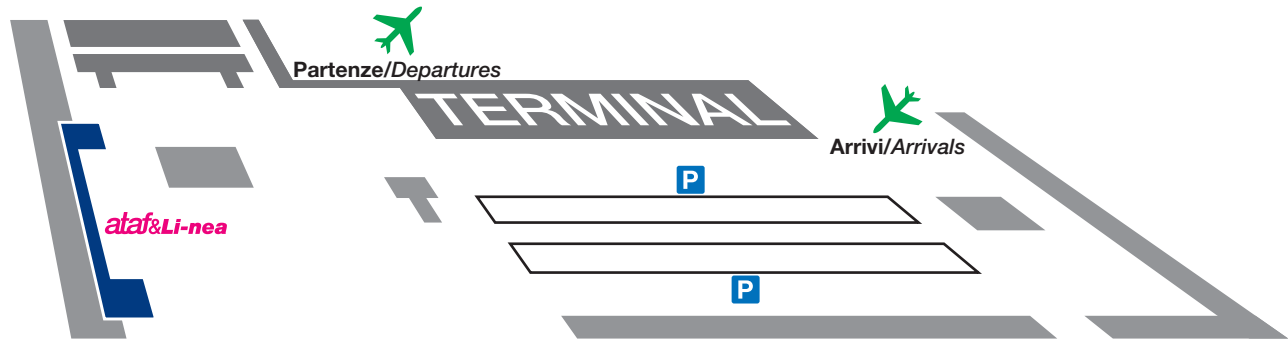 Partenze/Departures
TERMINAL
Arrivi/Arrivals
P
ataf&Li-nea
P